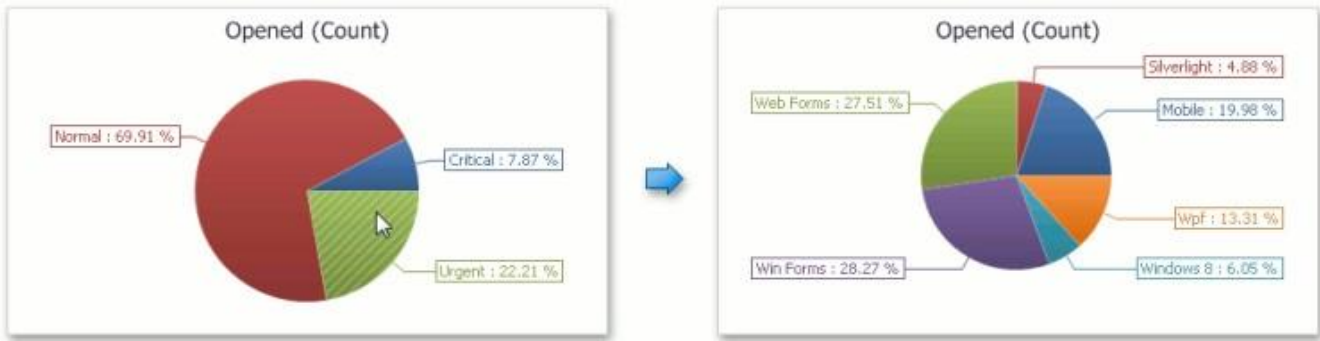 Opened (Count)
Normal : 69.91 %
Critical : 7.87 %
Urgent : 22.21 %
Opened (Count)
Silverlight : 4.88 %
Web Forms : 27.51 %
Mobile : 19.98 %
Wpf : 13.31 %
Win Forms : 28.27 %
Windows 8 : 6.05 %